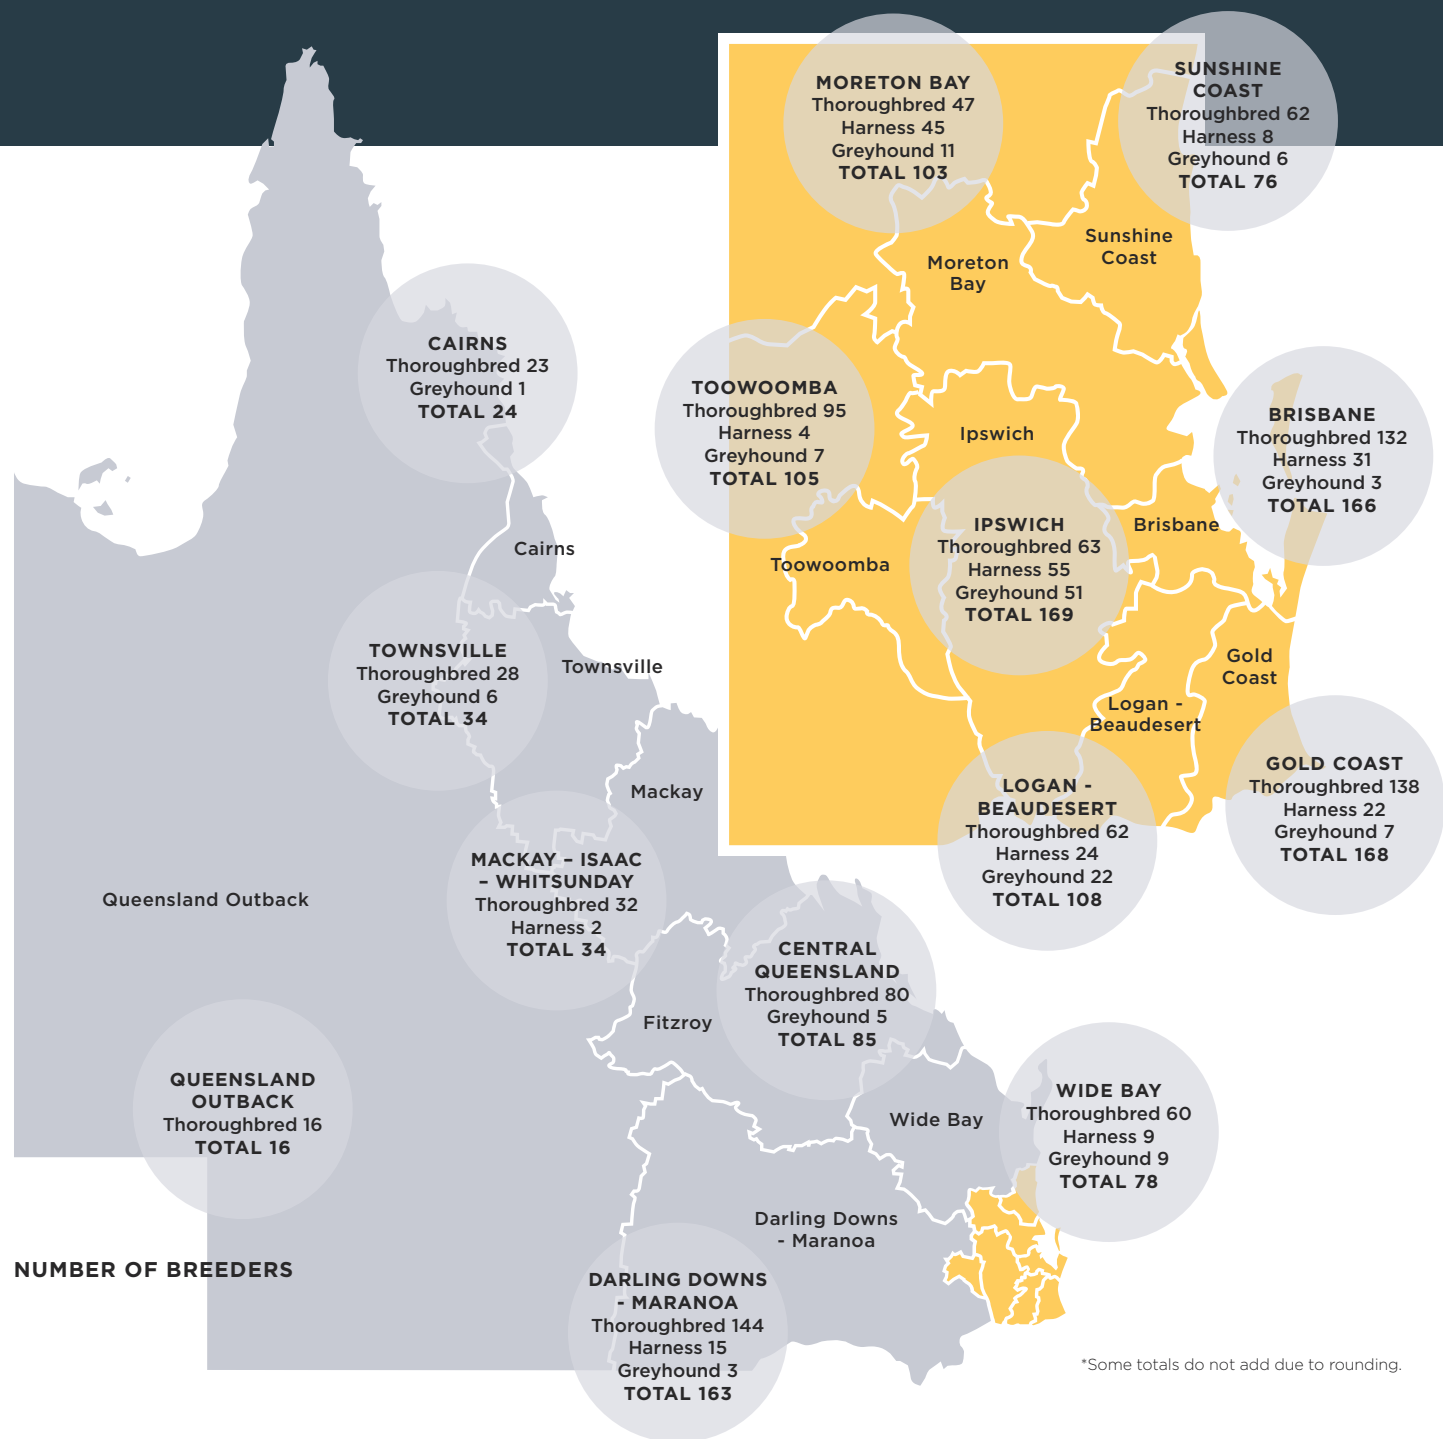 MORETON BAY
Thoroughbred 47
Harness 45
Greyhound 11
TOTAL 103
SUNSHINE
COAST
Thoroughbred 62
Harness 8
Greyhound 6
TOTAL 76
Sunshine
Coast
Moreton
Bay
CAIRNS
Thoroughbred 23
Greyhound 1
TOTAL 24
TOOWOOMBA
Thoroughbred 95
Harness 4
Greyhound 7
TOTAL 105
Ipswich
BRISBANE
Thoroughbred 132
Harness 31
Greyhound 3
TOTAL 166
Cairns
Toowoomba
IPSWICH
Thoroughbred 63
Harness 55
Greyhound 51
TOTAL 169
Brisbane
TOWNSVILLE
Thoroughbred 28
Greyhound 6
TOTAL 34
Townsville
Gold
Coast
Logan -
Beaudesert
Mackay
LOGAN -
BEAUDESERT
Thoroughbred 62
Harness 24
Greyhound 22
TOTAL 108
GOLD COAST
Thoroughbred 138
Harness 22
Greyhound 7
TOTAL 168
Queensland Outback
MACKAY – ISAAC
– WHITSUNDAY
Thoroughbred 32
Harness 2
TOTAL 34
CENTRAL
QUEENSLAND
Thoroughbred 80
Greyhound 5
TOTAL 85
Fitzroy
QUEENSLAND
OUTBACK
Thoroughbred 16
TOTAL 16
Wide Bay
WIDE BAY
Thoroughbred 60
Harness 9
Greyhound 9
TOTAL 78
Darling Downs
- Maranoa
NUMBER OF BREEDERS
DARLING DOWNS
- MARANOA
Thoroughbred 144
Harness 15
Greyhound 3
TOTAL 163
*Some totals do not add due to rounding.